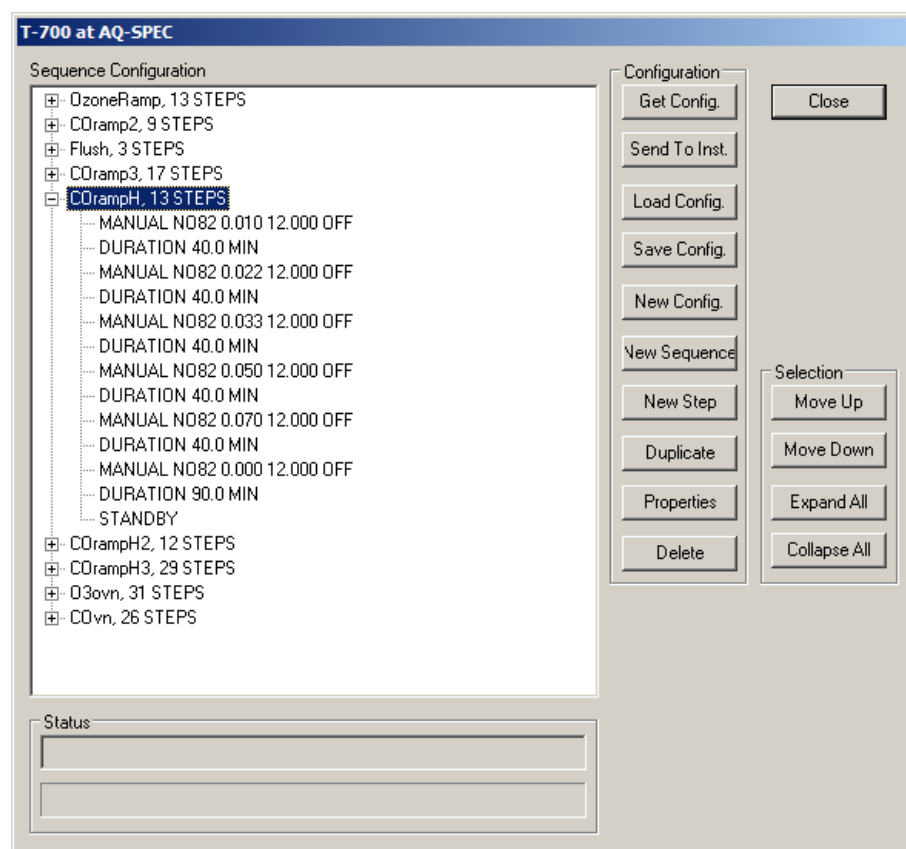 T-700 at AQ-SPEC
Sequence Configuration
OzoneRamp, 13 STEPS
COramp2, 9 STEPS
Flush, 3 STEPS
COramp3, 17 STEPS
COrampH, 13 STEPS
MANUAL NO82 0.010 12.000 OFF
DURATION 40.0 MIN
MANUAL NO82 0.022 12.000 OFF
DURATION 40.0 MIN
MANUAL NO82 0.033 12.000 OFF
DURATION 40.0 MIN
MANUAL NO82 0.050 12.000 OFF
DURATION 40.0 MIN
MANUAL NO82 0.070 12.000 OFF
DURATION 40.0 MIN
MANUAL NO82 0.000 12.000 OFF
DURATION 90.0 MIN
STANDBY
COrampH2, 12 STEPS
COrampH3, 29 STEPS
O3ovn, 31 STEPS
COvn, 26 STEPS
Status
Configuration
Get Config.
Send To Inst.
Load Config.
Save Config.
New Config.
New Sequence
New Step
Duplicate
Properties
Delete
Close
Selection
Move Up
Move Down
Expand All
Collapse All